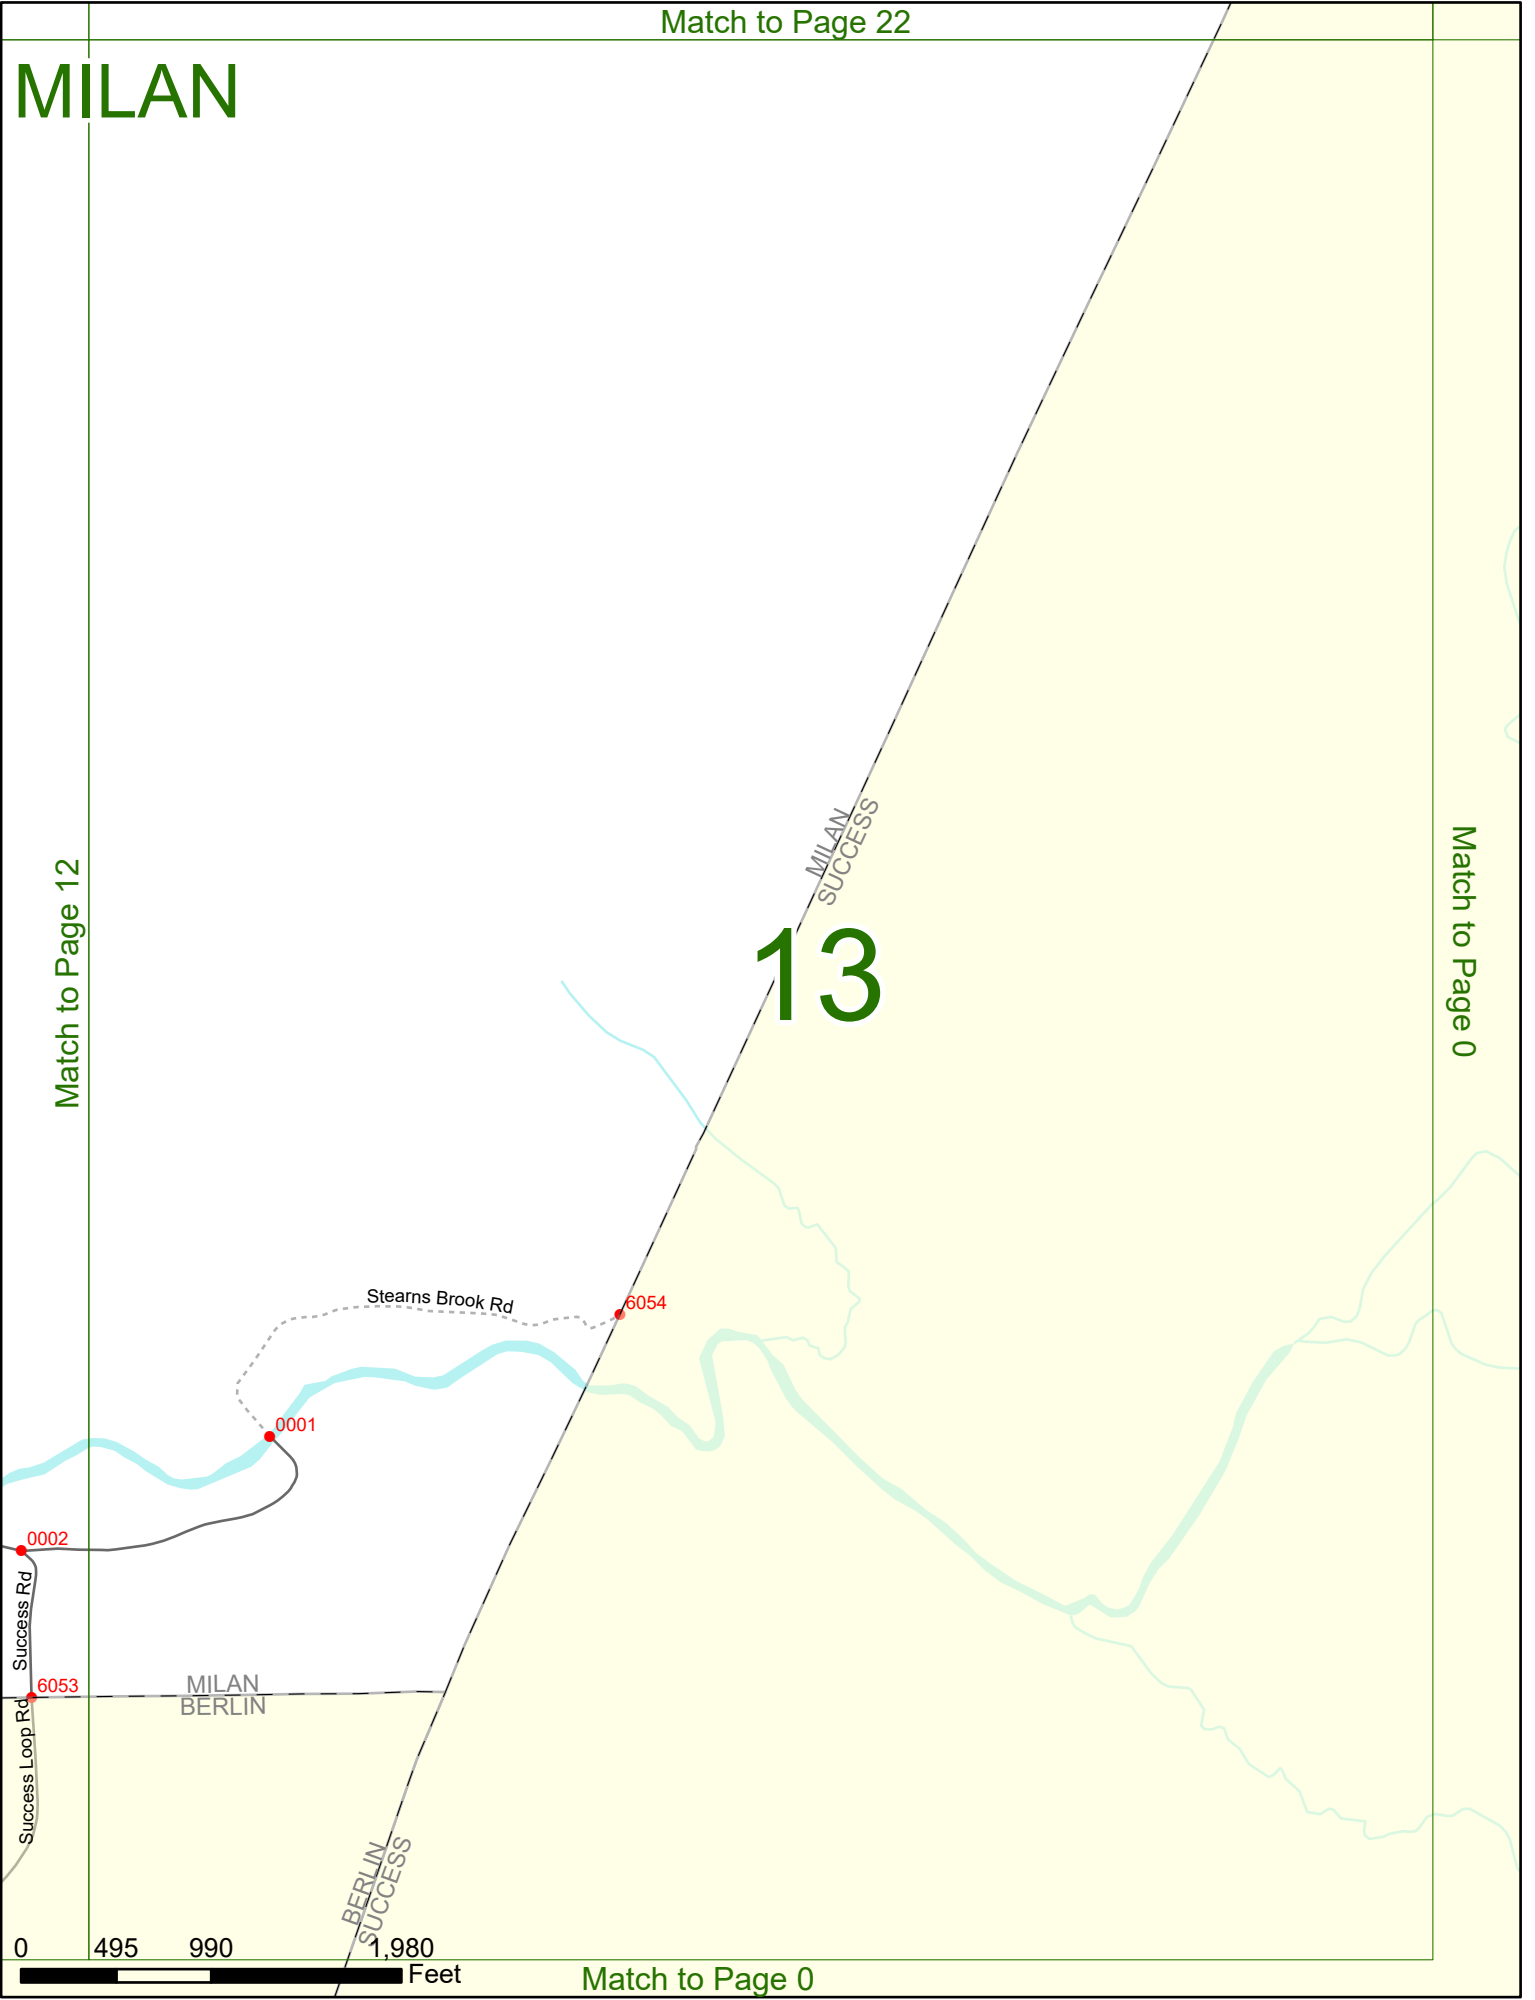 Match to Page 22
MILAN
MILAN
SUCCESS
Match to Page 12
13
Match to Page 0
Stearns Brook Rd
6054
0001
0002
Success Rd
6053
MILAN
BERLIN
Success Loop Rd
BERLIN
SUCCESS
0 495 990 1,980
Feet
Match to Page 0